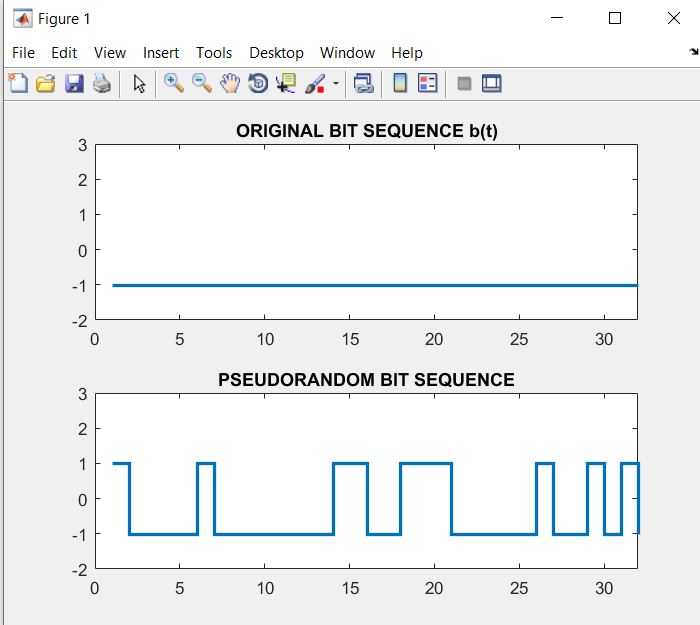 Figure 1
File Edit View Insert Tools Desktop Window Help
ORIGINAL BIT SEQUENCE b(t)
3
2
1
0
-1
-2
0 5 10 15 20 25 30
PSEUDORANDOM BIT SEQUENCE
3
2
1
0
-1
-2
0 5 10 15 20 25 30